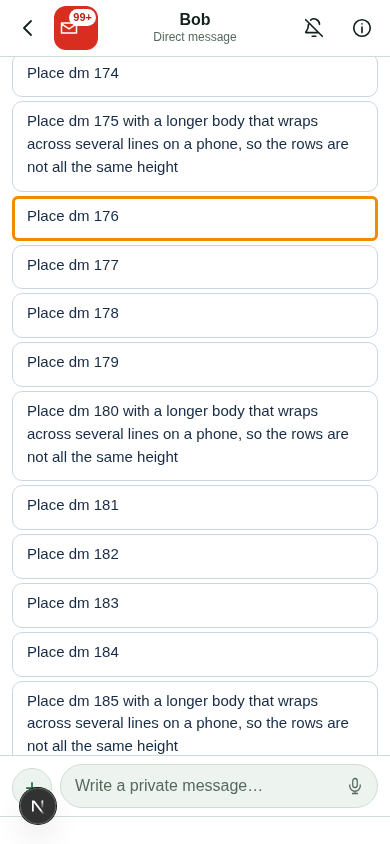 99+
Bob
Direct message
Place dm 174
Place dm 175 with a longer body that wraps
across several lines on a phone, so the rows are
not all the same height
Place dm 176
Place dm 177
Place dm 178
Place dm 179
Place dm 180 with a longer body that wraps
across several lines on a phone, so the rows are
not all the same height
Place dm 181
Place dm 182
Place dm 183
Place dm 184
Place dm 185 with a longer body that wraps
across several lines on a phone, so the rows are
not all the same height
Write a private message…
N